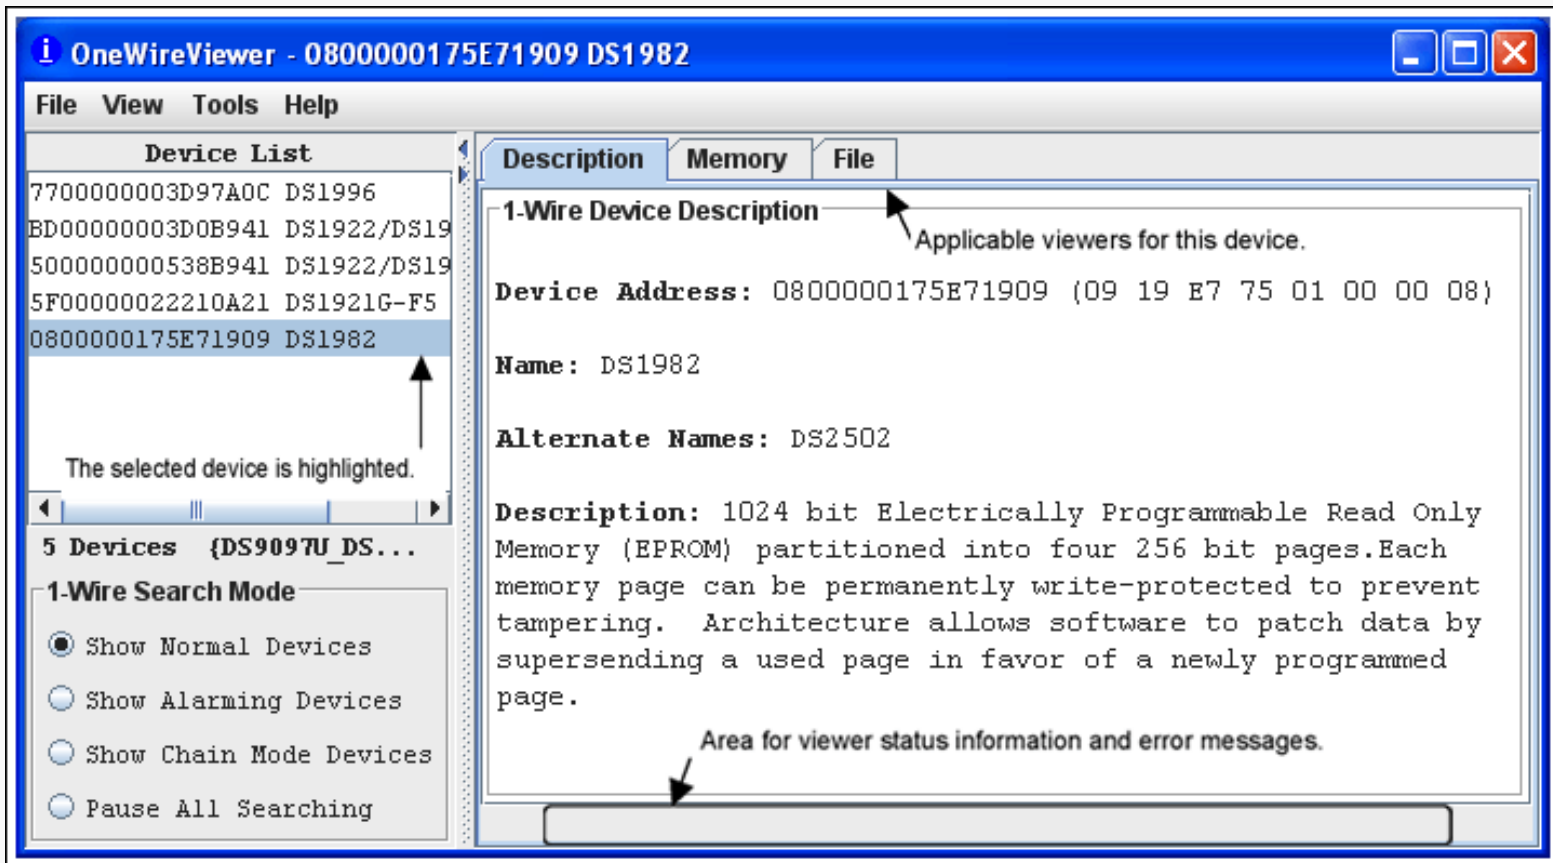 OneWireViewer - 0800000175E71909 DS1982
File View Tools Help
Device List
7700000003D97A0C DS1996
BD00000003D0B941 DS1922/DS19
500000000538B941 DS1922/DS19
5F00000022210A21 DS1921G-F5
0800000175E71909 DS1982
The selected device is highlighted.
5 Devices {DS9097U_DS...
1-Wire Search Mode
Show Normal Devices
Show Alarming Devices
Show Chain Mode Devices
Pause All Searching
Description Memory File
1-Wire Device Description
Applicable viewers for this device.
Device Address: 0800000175E71909 (09 19 E7 75 01 00 00 08)
Name: DS1982
Alternate Names: DS2502
Description: 1024 bit Electrically Programmable Read Only
Memory (EPROM) partitioned into four 256 bit pages.Each
memory page can be permanently write-protected to prevent
tampering. Architecture allows software to patch data by
supersending a used page in favor of a newly programmed
page.
Area for viewer status information and error messages.